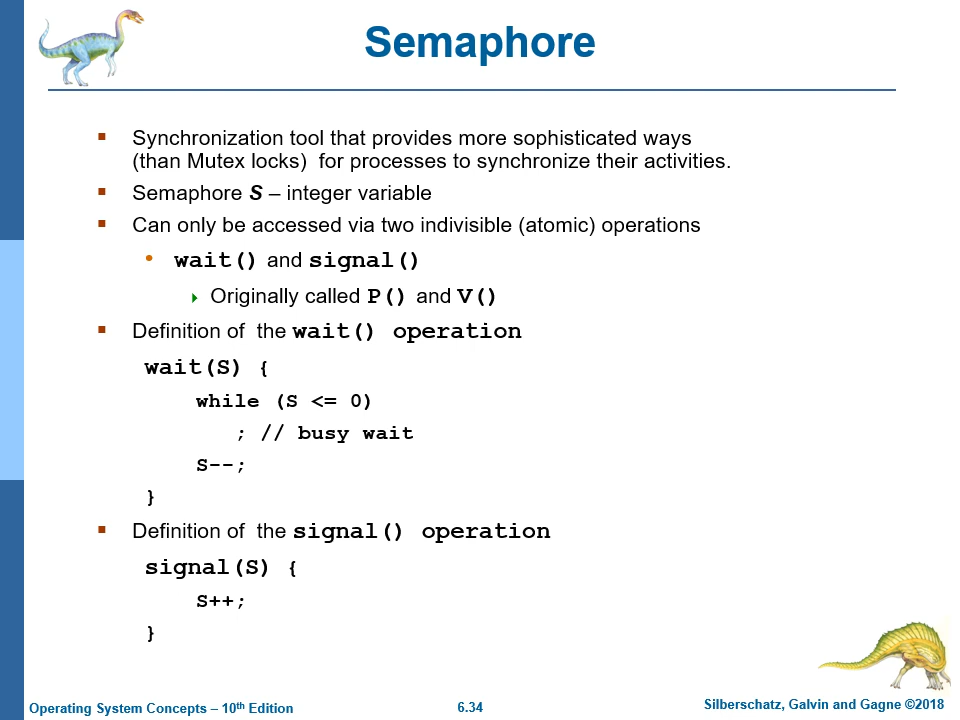 Semaphore
Synchronization tool that provides more sophisticated ways
(than Mutex locks)  for processes to synchronize their activities.
Semaphore S – integer variable
Can only be accessed via two indivisible (atomic) operations
wait() and signal()
Originally called P() and V()
Definition of  the wait() operation
wait(S) {
while (S <= 0)
; // busy wait
S--;
}
Definition of  the signal() operation
signal(S) {
S++;
}
Operating System Concepts – 10th Edition
6.34
Silberschatz, Galvin and Gagne ©2018